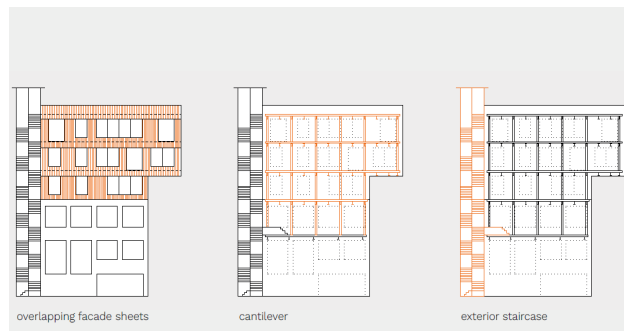 overlapping facade sheets
cantilever
exterior staircase